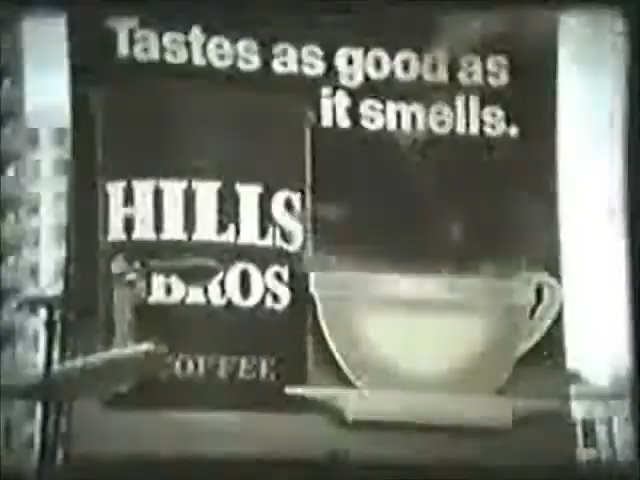 Tastes as good as
it smells.
HILLS
BROS
COFFEE